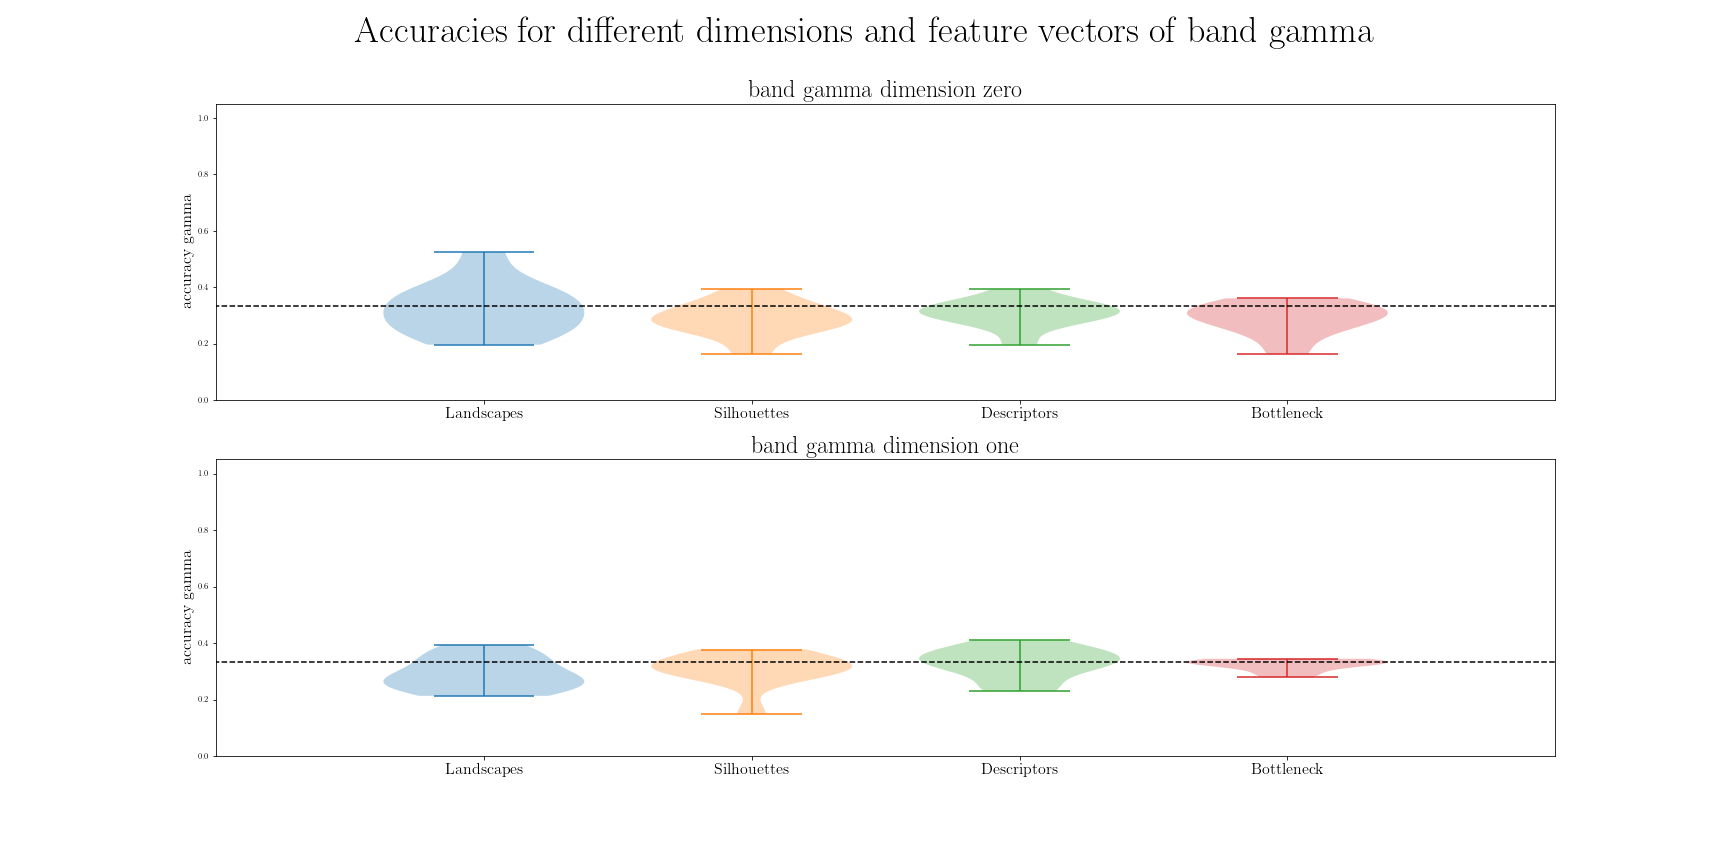 Accuracies for different dimensions and feature vectors of band gamma
band gamma dimension zero
accuracy gamma
1.0
0.8
0.6
0.4
0.2
0.0
Landscapes Silhouettes Descriptors Bottleneck
band gamma dimension one
accuracy gamma
1.0
0.8
0.6
0.4
0.2
0.0
Landscapes Silhouettes Descriptors Bottleneck